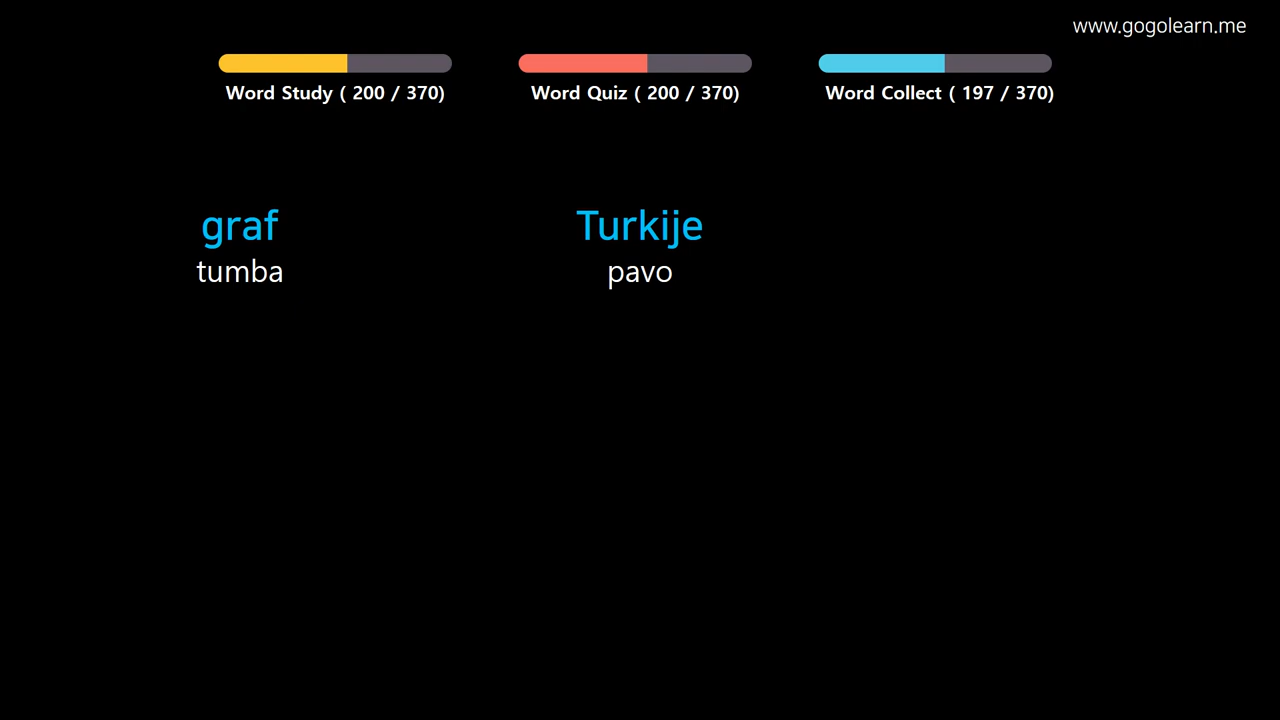 www.gogolearn.me
Word Study ( 200 / 370)
Word Quiz ( 200 / 370)
Word Collect ( 197 / 370)
graf
tumba
Turkije
pavo